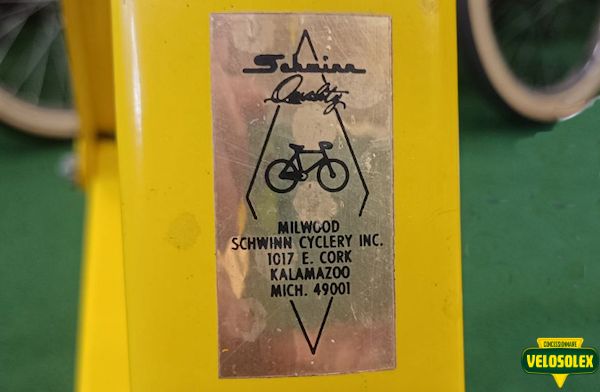 Schwinn
Quality
MILWOOD
SCHWINN CYCLERY INC.
1017 E. CORK
KALAMAZOO
MICH. 49001
CONCESSIONNAIRE
VELOSOLEX